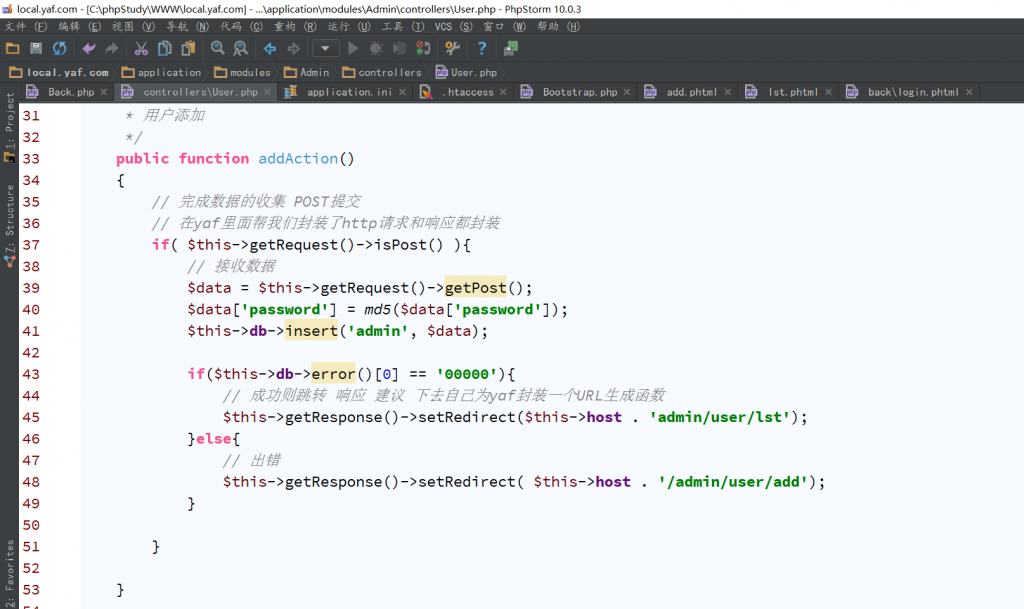 local.yaf.com - [C:\phpStudy\WWW\local.yaf.com] - ...\application\modules\Admin\controllers\User.php - PhpStorm 10.0.3
文件 (F) 编辑 (E) 视图 (V) 导航 (N) 代码 (C) 重构 (R) 运行 (U) 工具 (T) VCS (S) 窗口 (W) 帮助 (H)
local.yaf.com application modules Admin controllers User.php
Back.php controllers\User.php application.ini .htaccess Bootstrap.php add.phtml lst.phtml back\login.phtml
1: Project
7: Structure
2: Favorites
31 * 用户添加
32 */
33 public function addAction()
34 {
35 // 完成数据的收集 POST提交
36 // 在yaf里面帮我们封装了http请求和响应都封装
37 if( $this->getRequest()->isPost() ){
38 // 接收数据
39 $data = $this->getRequest()->getPost();
40 $data['password'] = md5($data['password']);
41 $this->db->insert('admin', $data);
42
43 if($this->db->error()[0] == '00000'){
44 // 成功则跳转 响应 建议 下去自己为yaf封装一个URL生成函数
45 $this->getResponse()->setRedirect($this->host . 'admin/user/lst');
46 }else{
47 // 出错
48 $this->getResponse()->setRedirect( $this->host . '/admin/user/add');
49 }
50
51 }
52
53 }
54